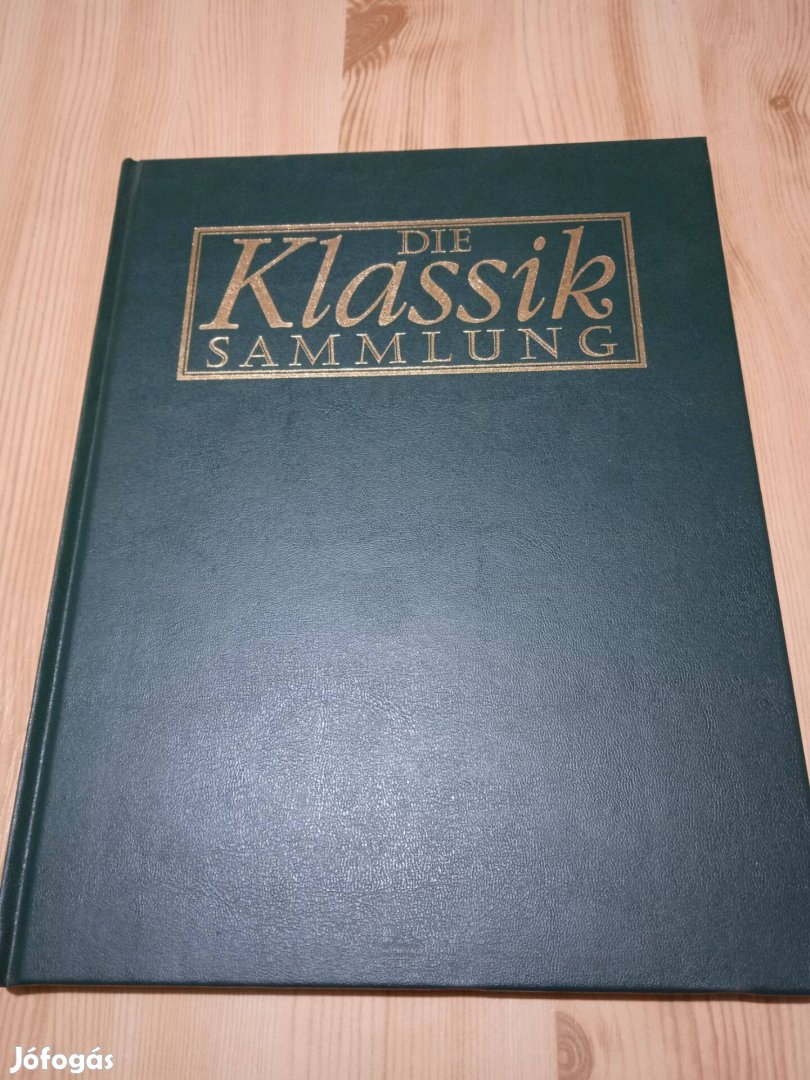 DIE
Klassik
SAMMLUNG
Jófogás